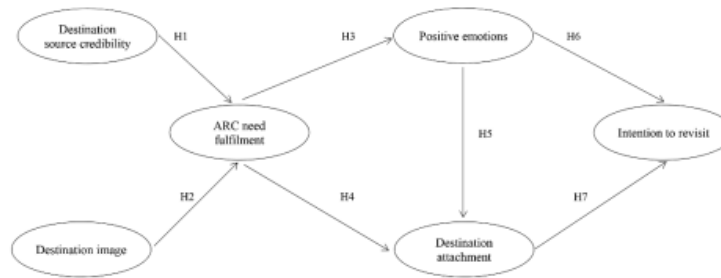 Destination
source credibility
H1
H3
Positive emotions
H6
ARC need
fulfilment
H5
Intention to revisit
H2
H4
H7
Destination image
Destination
attachment